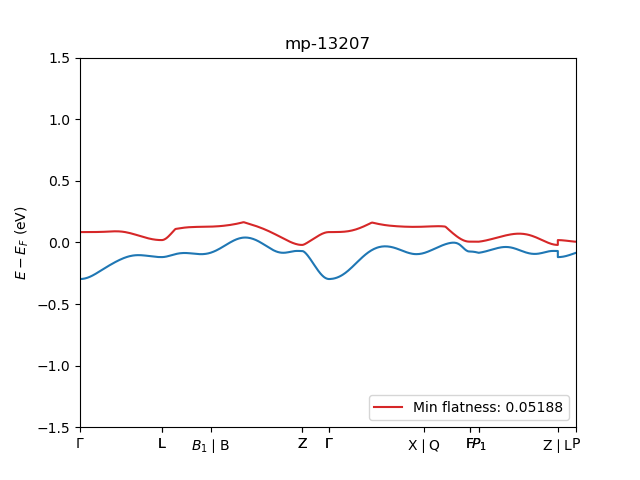 mp-13207
E − E_F (eV)
1.5
1.0
0.5
0.0
−0.5
−1.0
−1.5
Min flatness: 0.05188
Γ L B₁ | B Z Γ X | Q F P₁ Z | L P